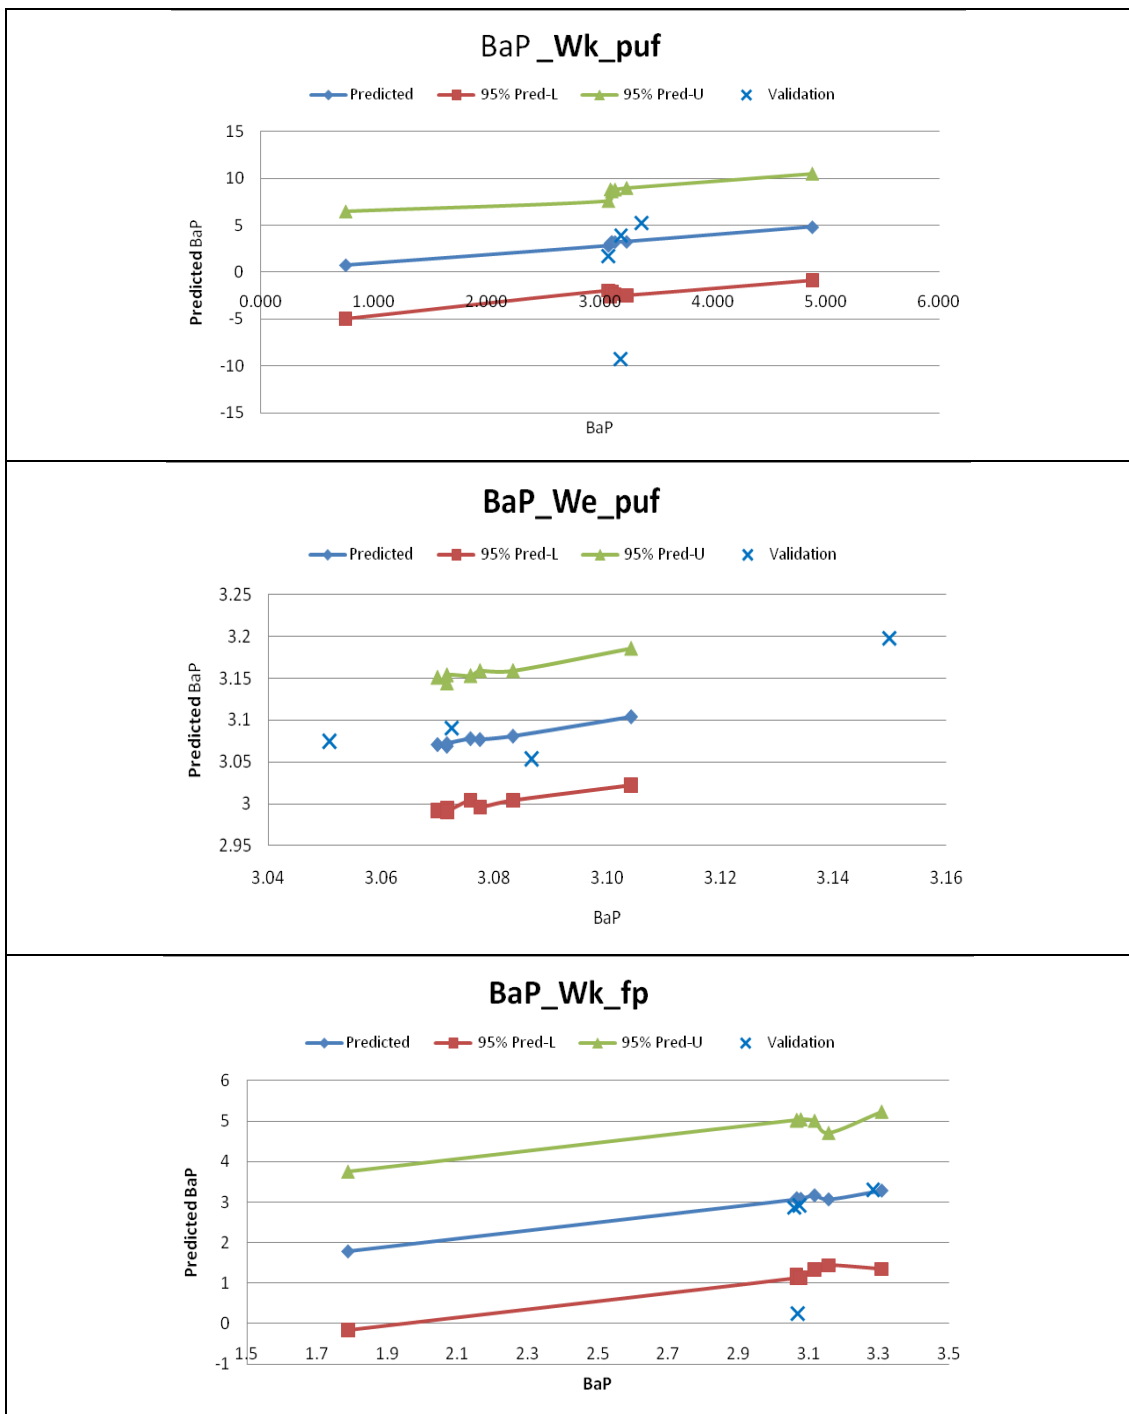 BaP _Wk_puf
Predicted 95% Pred-L 95% Pred-U Validation
15
10
5
0
0.000 1.000 2.000 3.000 4.000 5.000 6.000
-5
-10
-15
Predicted BaP
BaP
BaP_We_puf
Predicted 95% Pred-L 95% Pred-U Validation
3.25
3.2
3.15
3.1
3.05
3
2.95
3.04 3.06 3.08 3.10 3.12 3.14 3.16
Predicted BaP
BaP
BaP_Wk_fp
Predicted 95% Pred-L 95% Pred-U Validation
6
5
4
3
2
1
0
-1
1.5 1.7 1.9 2.1 2.3 2.5 2.7 2.9 3.1 3.3 3.5
Predicted BaP
BaP